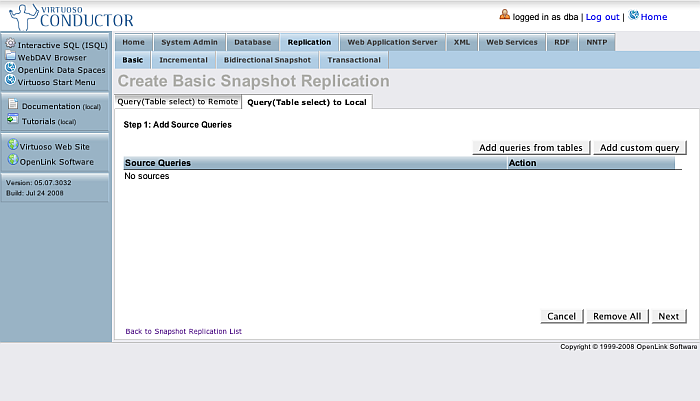 VIRTUOSO
CONDUCTOR
logged in as dba | Log out | Home
Interactive SQL (ISQL)
WebDAV Browser
OpenLink Data Spaces
Virtuoso Start Menu
Documentation (local)
Tutorials (local)
Virtuoso Web Site
OpenLink Software
Version: 05.07.3032
Build: Jul 24 2008
Home System Admin Database Replication Web Application Server XML Web Services RDF NNTP
Basic Incremental Bidirectional Snapshot Transactional
Create Basic Snapshot Replication
Query(Table select) to Remote Query(Table select) to Local
Step 1: Add Source Queries
Add queries from tables Add custom query
Source Queries Action
No sources
Cancel Remove All Next
Back to Snapshot Replication List
Copyright © 1999-2008 OpenLink Software